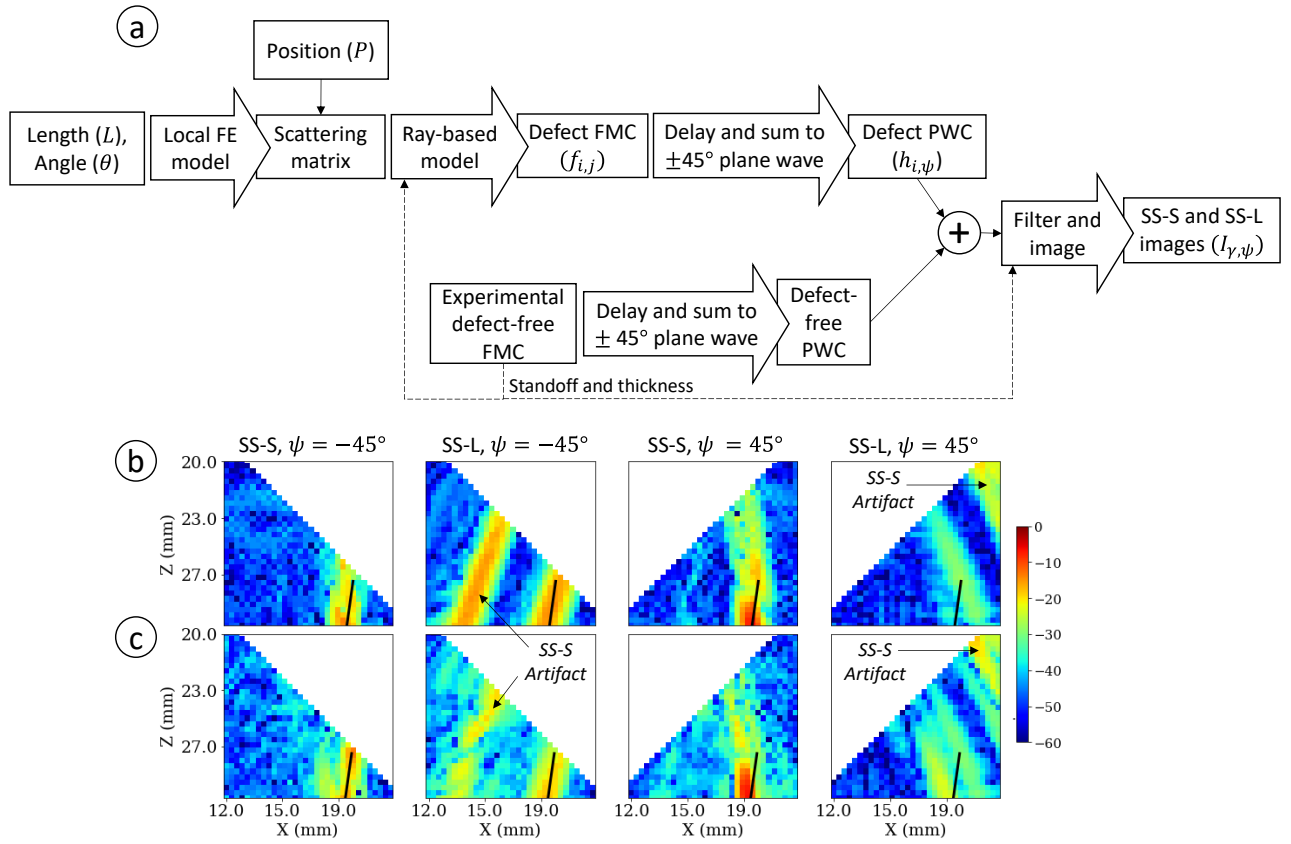 a
Position (𝑃)
Length (𝐿),
Angle (𝜃)
Local FE
model
Scattering
matrix
Ray-based
model
Defect FMC
(𝑓𝑖,𝑗)
Delay and sum to
±45° plane wave
Defect PWC
(ℎ𝑖,𝜓)
+
Filter and
image
SS-S and SS-L
images (𝐼𝛾,𝜓)
Experimental
defect-free
FMC
Delay and sum to
± 45° plane wave
Defect-
free
PWC
Standoff and thickness
b
SS-S, 𝜓 = −45°
SS-L, 𝜓 = −45°
SS-S, 𝜓 = 45°
SS-L, 𝜓 = 45°
20.0
23.0
27.0
Z (mm)
SS-S
Artifact
c
20.0
23.0
27.0
Z (mm)
SS-S
Artifact
SS-S
Artifact
12.0 15.0 19.0
X (mm)
12.0 15.0 19.0
X (mm)
12.0 15.0 19.0
X (mm)
12.0 15.0 19.0
X (mm)
0
−10
−20
−30
−40
−50
−60